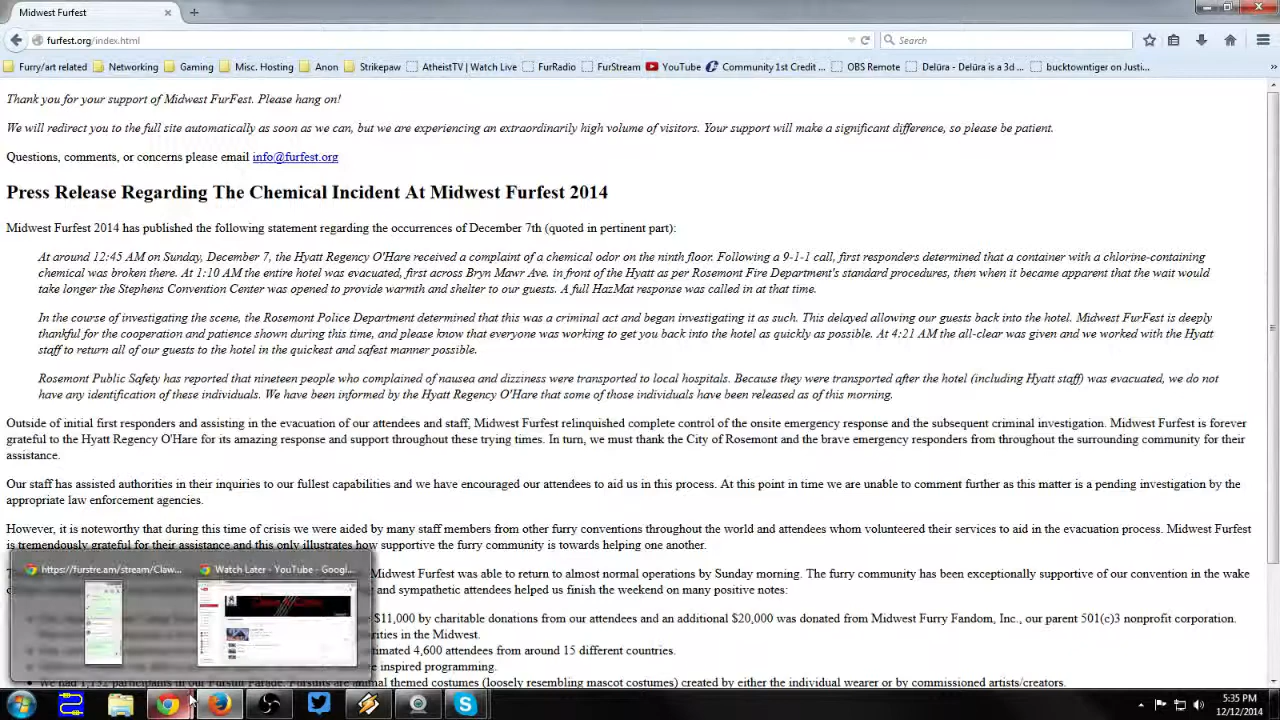 Midwest Furfest
furfest.org/index.html
Search
Furry/art related Networking Gaming Misc. Hosting Anon Strikepaw AtheistTV | Watch Live FurRadio FurStream YouTube Community 1st Credit ... OBS Remote Delūra - Delūra is a 3d ... bucktowntiger on Justi...
Thank you for your support of Midwest FurFest. Please hang on!
We will redirect you to the full site automatically as soon as we can, but we are experiencing an extraordinarily high volume of visitors. Your support will make a significant difference, so please be patient.
Questions, comments, or concerns please email info@furfest.org
Press Release Regarding The Chemical Incident At Midwest Furfest 2014
Midwest Furfest 2014 has published the following statement regarding the occurrences of December 7th (quoted in pertinent part):
At around 12:45 AM on Sunday, December 7, the Hyatt Regency O'Hare received a complaint of a chemical odor on the ninth floor. Following a 9-1-1 call, first responders determined that a container with a chlorine-containing
chemical was broken there. At 1:10 AM the entire hotel was evacuated, first across Bryn Mawr Ave. in front of the Hyatt as per Rosemont Fire Department's standard procedures, then when it became apparent that the wait would
take longer the Stephens Convention Center was opened to provide warmth and shelter to our guests. A full HazMat response was called in at that time.
In the course of investigating the scene, the Rosemont Police Department determined that this was a criminal act and began investigating it as such. This delayed allowing our guests back into the hotel. Midwest FurFest is deeply
thankful for the cooperation and patience shown during this time, and please know that everyone was working to get you back into the hotel as quickly as possible. At 4:21 AM the all-clear was given and we worked with the Hyatt
staff to return all of our guests to the hotel in the quickest and safest manner possible.
Rosemont Public Safety has reported that nineteen people who complained of nausea and dizziness were transported to local hospitals. Because they were transported after the hotel (including Hyatt staff) was evacuated, we do not
have any identification of these individuals. We have been informed by the Hyatt Regency O'Hare that some of those individuals have been released as of this morning.
Outside of initial first responders and assisting in the evacuation of our attendees and staff, Midwest Furfest relinquished complete control of the onsite emergency response and the subsequent criminal investigation. Midwest Furfest is forever
grateful to the Hyatt Regency O'Hare for its amazing response and support throughout these trying times. In turn, we must thank the City of Rosemont and the brave emergency responders from throughout the surrounding community for their
assistance.
Our staff has assisted authorities in their inquiries to our fullest capabilities and we have encouraged our attendees to aid us in this process. At this point in time we are unable to comment further as this matter is a pending investigation by the
appropriate law enforcement agencies.
However, it is noteworthy that during this time of crisis we were aided by many staff members from other furry conventions throughout the world and attendees whom volunteered their services to aid in the evacuation process. Midwest Furfest
is tremendously grateful for their assistance and this only illustrates how supportive the furry community is towards helping one another.
https://furstre.am/stream/Claw... Watch Later - YouTube - Googl...
Midwest Furfest was able to return to almost normal operations by Sunday morning. The furry community has been exceptionally supportive of our convention in the wake
and sympathetic attendees helped us finish the weekend on many positive notes:
$11,000 by charitable donations from our attendees and an additional $20,000 was donated from Midwest Furry Fandom, Inc., our parent 501(c)3 nonprofit corporation.
ities in the Midwest.
timated 4,600 attendees from around 15 different countries.
e inspired programming.
participants in our Fursuit Parade. Fursuits are animal themed costumes (loosely resembling mascot costumes) created by either the individual wearer or by commissioned artists/creators.
5:35 PM
12/12/2014